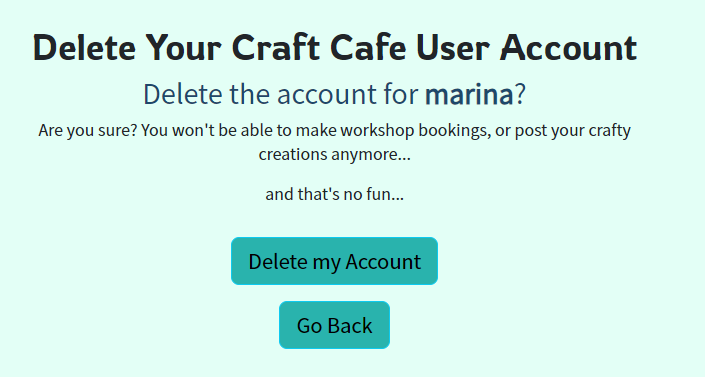 Delete Your Craft Cafe User Account
Delete the account for marina?
Are you sure? You won't be able to make workshop bookings, or post your crafty
creations anymore...
and that's no fun...
Delete my Account
Go Back